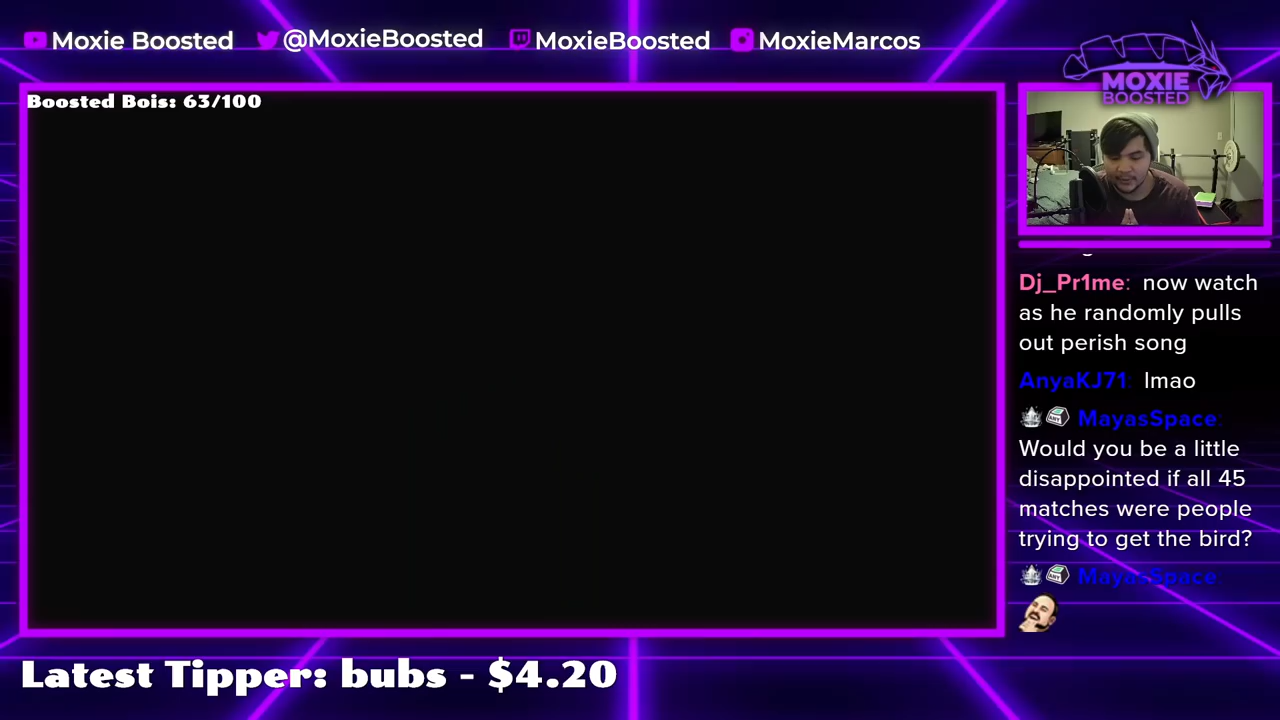 Moxie Boosted @MoxieBoosted MoxieBoosted MoxieMarcos
MOXIE
BOOSTED
Boosted Bois: 63/100
Dj_Pr1me: now watch
as he randomly pulls
out perish song
AnyaKJ71: lmao
MayasSpace:
Would you be a little
disappointed if all 45
matches were people
trying to get the bird?
MayasSpace:
Latest Tipper: bubs - $4.20